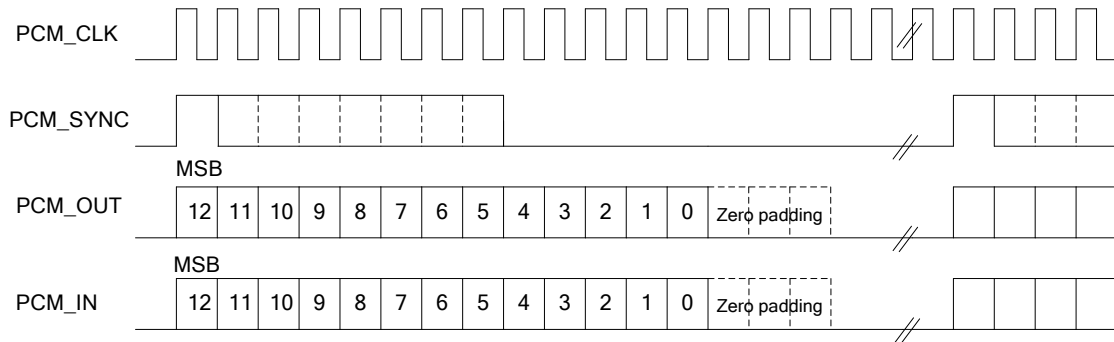 PCM_CLK
PCM_SYNC
MSB
PCM_OUT 12 11 10 9 8 7 6 5 4 3 2 1 0 Zero padding
MSB
PCM_IN 12 11 10 9 8 7 6 5 4 3 2 1 0 Zero padding